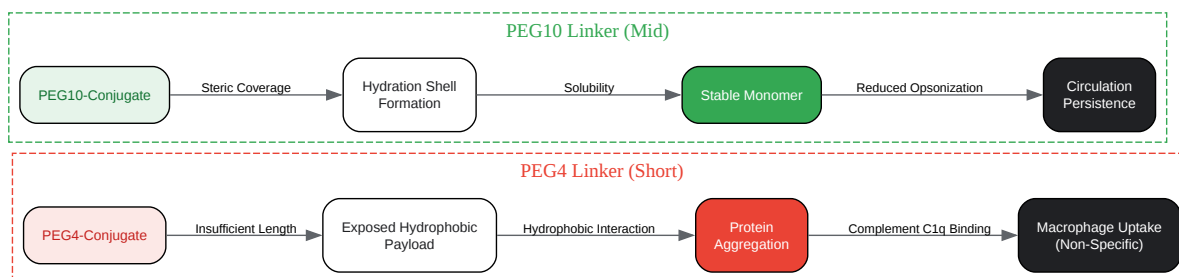 PEG10 Linker (Mid)
PEG10-Conjugate
Steric Coverage
Hydration Shell
Formation
Solubility
Stable Monomer
Reduced Opsonization
Circulation
Persistence
PEG4 Linker (Short)
PEG4-Conjugate
Insufficient Length
Exposed Hydrophobic
Payload
Hydrophobic Interaction
Protein
Aggregation
Complement C1q Binding
Macrophage Uptake
(Non-Specific)